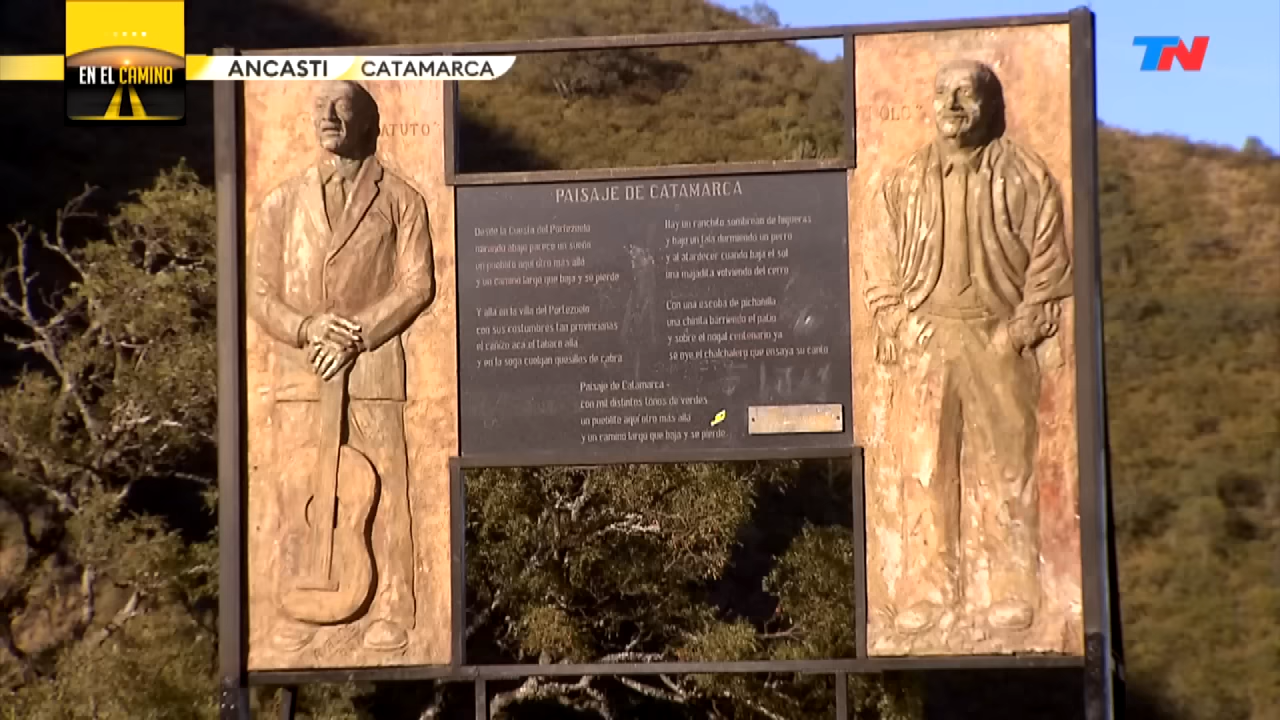 EN EL CAMINO
ANCASTI
CATAMARCA
TN
ATUTO"
OLO"
PAISAJE DE CATAMARCA
Desde la Cuesta del Portezuelo
mirando abajo parece un sueño
un pueblito aquí otro más allá
y un camino largo que baja y se pierde
Y allá en la villa del Portezuelo
con sus costumbres tan provincianas
el cañizo acá el tabaco allá
y en la soga cuelgan quesillos de cabra
Hay un ranchito sombreao de higueras
y bajo un tala durmiendo un perro
y al atardecer cuando baja el sol
una majadita volviendo del cerro
Con una escoba de pichanilla
una chinita barriendo el patio
y sobre el nogal centenario ya
se oye el chalchalero que ensaya su canto
Paisaje de Catamarca -
con mil distintos tonos de verdes
un pueblito aquí otro más allá
y un camino largo que baja y se pierde